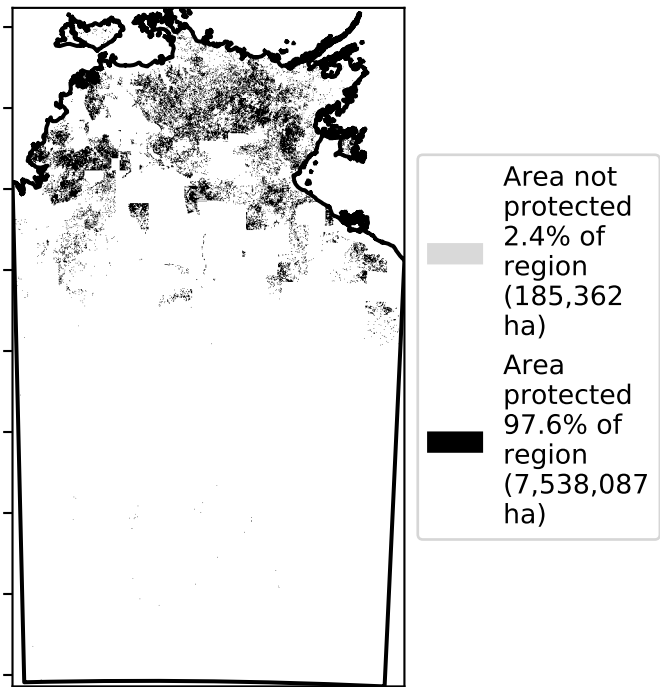 Area not
protected
2.4% of
region
(185,362
ha)
Area
protected
97.6% of
region
(7,538,087
ha)